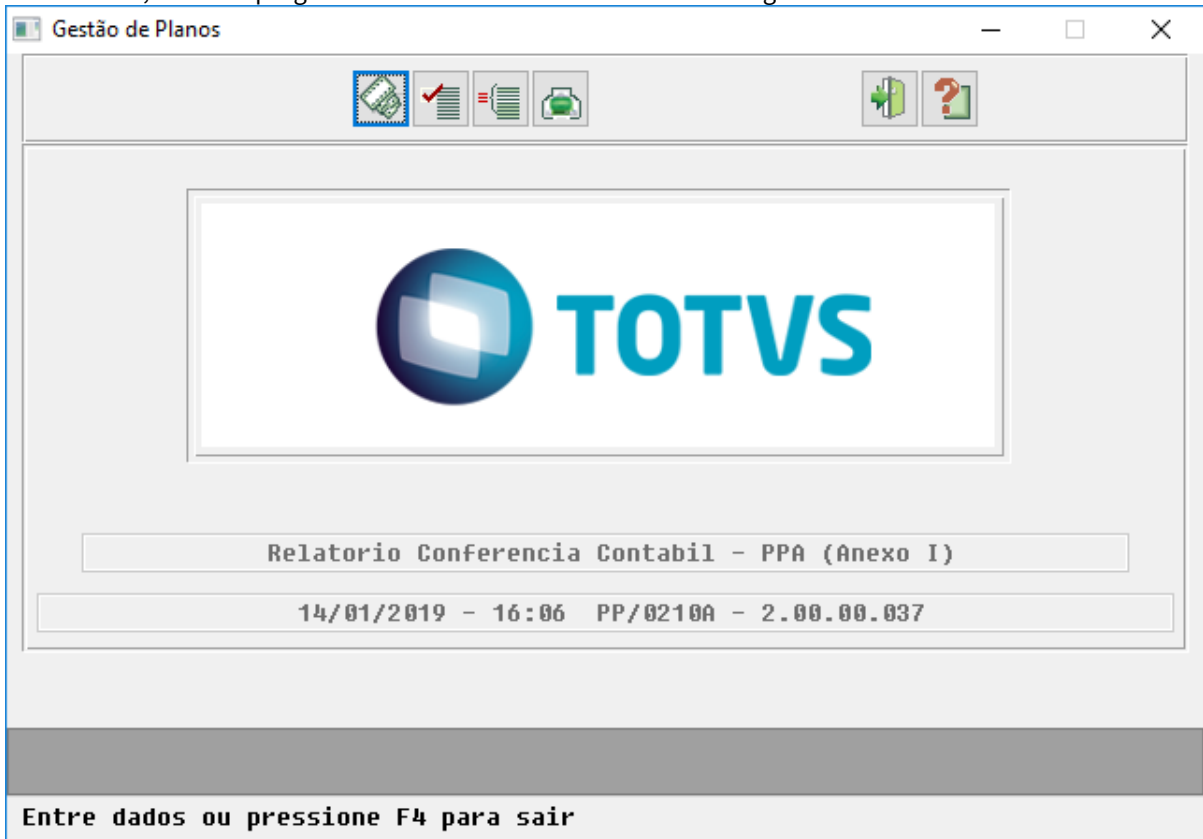 Gestão de Planos
TOTVS
Relatorio Conferencia Contabil - PPA (Anexo I)
14/01/2019 - 16:06 PP/0210A - 2.00.00.037
Entre dados ou pressione F4 para sair